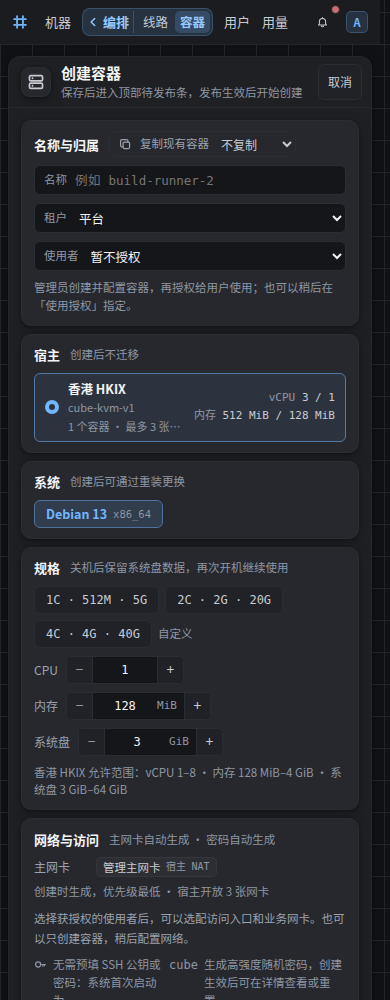 机器 编排 线路 容器 用户 用量 A
创建容器
保存后进入顶部待发布条，发布生效后开始创建
取消
名称与归属 复制现有容器 不复制
名称 例如 build-runner-2
租户 平台
使用者 暂不授权
管理员创建并配置容器，再授权给用户使用；也可以稍后在
「使用授权」指定。
宿主 创建后不迁移
香港 HKIX
cube-kvm-v1
1 个容器 · 最多 3 张…
vCPU 3 / 1
内存 512 MiB / 128 MiB
系统 创建后可通过重装更换
Debian 13 x86_64
规格 关机后保留系统盘数据，再次开机继续使用
1C · 512M · 5G 2C · 2G · 20G
4C · 4G · 40G 自定义
CPU − 1 +
内存 − 128 MiB +
系统盘 − 3 GiB +
香港 HKIX 允许范围：vCPU 1–8 · 内存 128 MiB–4 GiB · 系
统盘 3 GiB–64 GiB
网络与访问 主网卡自动生成 · 密码自动生成
主网卡 管理主网卡 宿主 NAT
创建时生成，优先级最低 · 宿主开放 3 张网卡
选择获授权的使用者后，可以选配访问入口和业务网卡。也可
以只创建容器，稍后配置网络。
无需预填 SSH 公钥或 cube 生成高强度随机密码，创建
密码：系统首次启动 生效后可在详情查看或重